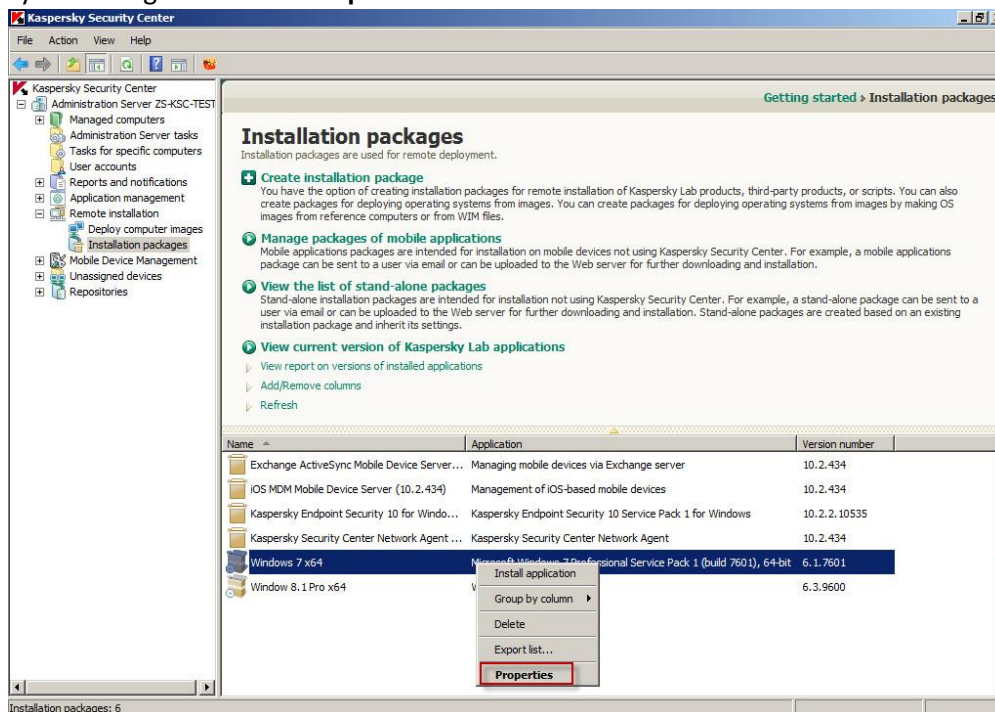 Kaspersky Security Center
File Action View Help
Kaspersky Security Center
Administration Server ZS-KSC-TEST
Managed computers
Administration Server tasks
Tasks for specific computers
User accounts
Reports and notifications
Application management
Remote installation
Deploy computer images
Installation packages
Mobile Device Management
Unassigned devices
Repositories
Getting started > Installation packages
Installation packages
Installation packages are used for remote deployment.
Create installation package
You have the option of creating installation packages for remote installation of Kaspersky Lab products, third-party products, or scripts. You can also
create packages for deploying operating systems from images. You can create packages for deploying operating systems from images by making OS
images from reference computers or from WIM files.
Manage packages of mobile applications
Mobile applications packages are intended for installation on mobile devices not using Kaspersky Security Center. For example, a mobile applications
package can be sent to a user via email or can be uploaded to the Web server for further downloading and installation.
View the list of stand-alone packages
Stand-alone installation packages are intended for installation not using Kaspersky Security Center. For example, a stand-alone package can be sent to a
user via email or can be uploaded to the Web server for further downloading and installation. Stand-alone packages are created based on an existing
installation package and inherit its settings.
View current version of Kaspersky Lab applications
View report on versions of installed applications
Add/Remove columns
Refresh
Name Application Version number
Exchange ActiveSync Mobile Device Server... Managing mobile devices via Exchange server 10.2.434
iOS MDM Mobile Device Server (10.2.434) Management of iOS-based mobile devices 10.2.434
Kaspersky Endpoint Security 10 for Windo... Kaspersky Endpoint Security 10 Service Pack 1 for Windows 10.2.2.10535
Kaspersky Security Center Network Agent ... Kaspersky Security Center Network Agent 10.2.434
Windows 7 x64 Microsoft Windows 7 Professional Service Pack 1 (build 7601), 64-bit 6.1.7601
Window 8.1 Pro x64 6.3.9600
Install application
Group by column
Delete
Export list...
Properties
Installation packages: 6